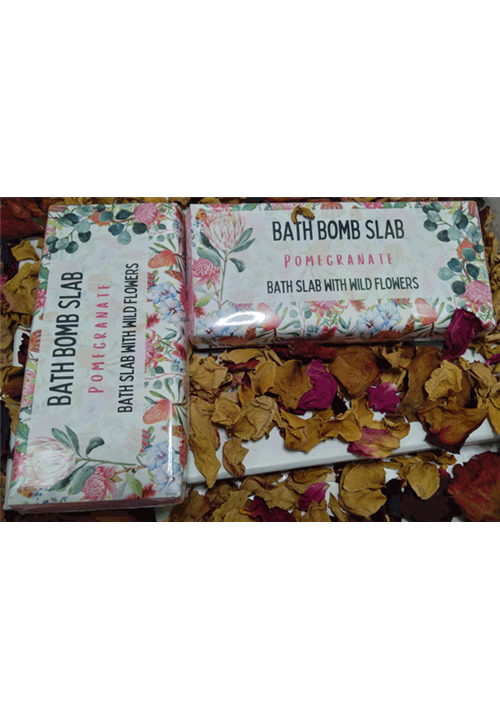 BATH BOMB SLAB
POMEGRANATE
BATH SLAB WITH WILD FLOWERS
BATH BOMB SLAB
POMEGRANATE
BATH SLAB WITH WILD FLOWERS